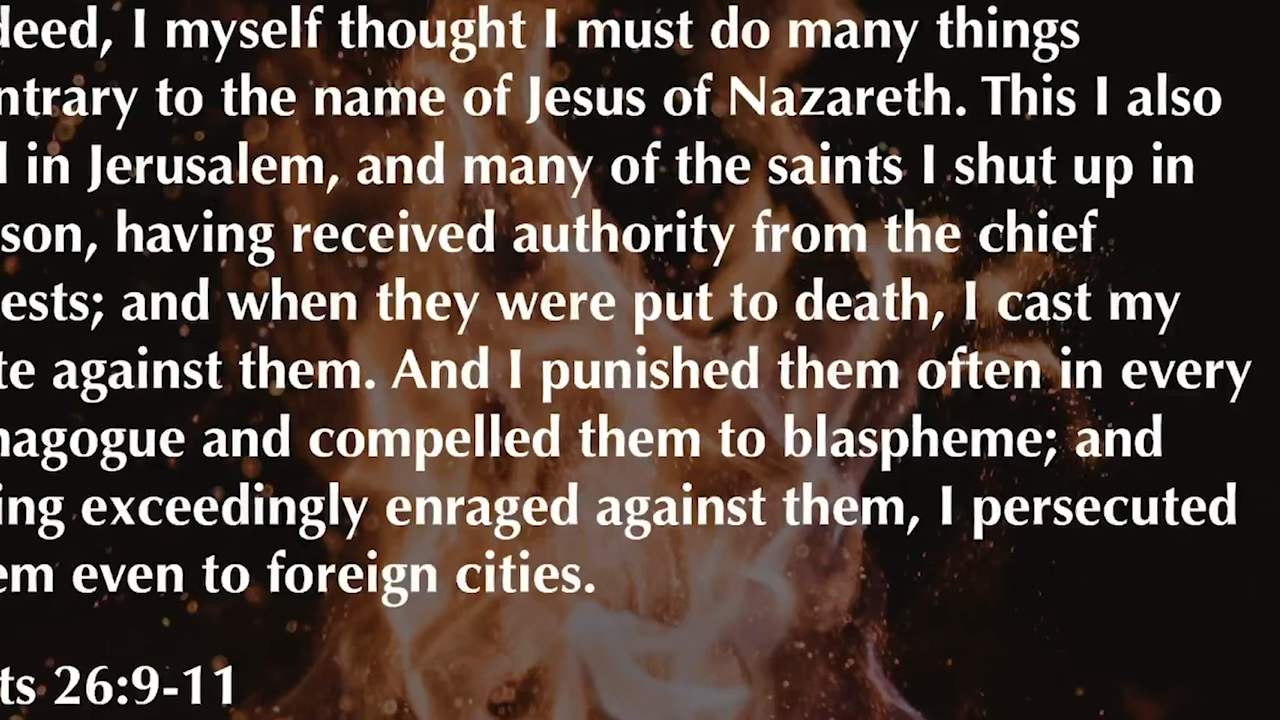 deed, I myself thought I must do many things
ntrary to the name of Jesus of Nazareth. This I also
in Jerusalem, and many of the saints I shut up in
son, having received authority from the chief
ests; and when they were put to death, I cast my
te against them. And I punished them often in every
nagogue and compelled them to blaspheme; and
ing exceedingly enraged against them, I persecuted
em even to foreign cities.
ts 26:9-11